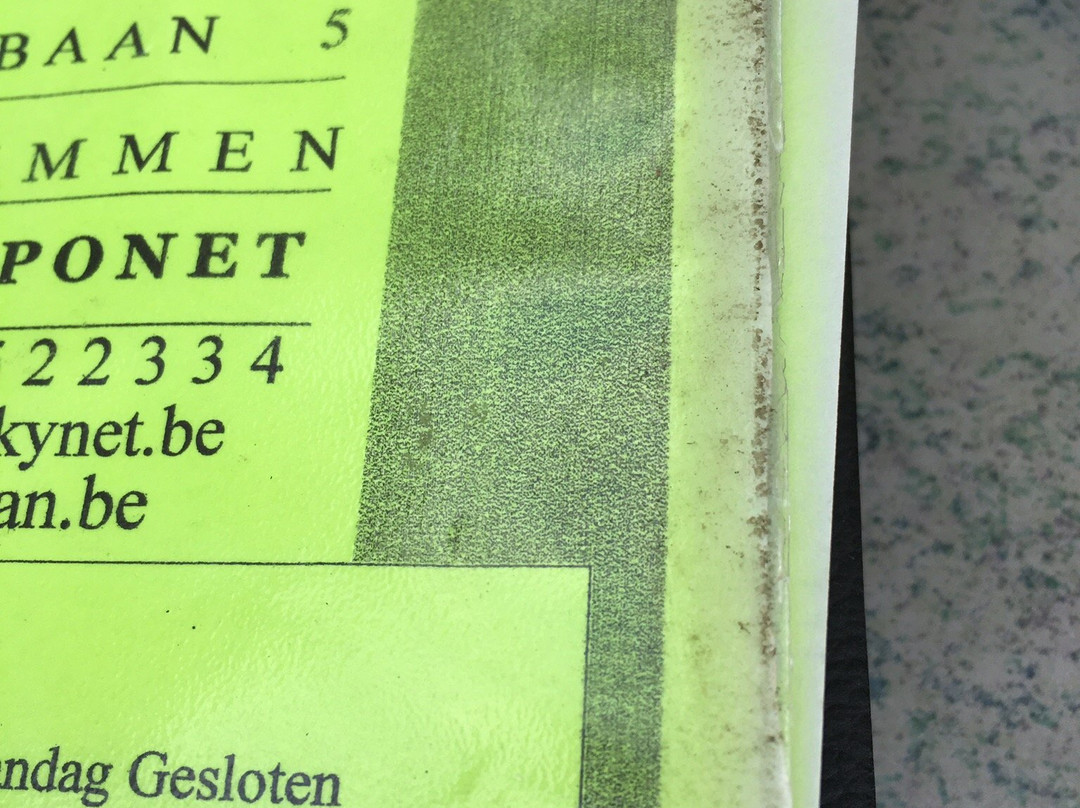 BAAN 5
MMEN
PONET
22334
kynet.be
an.be
ndag Gesloten